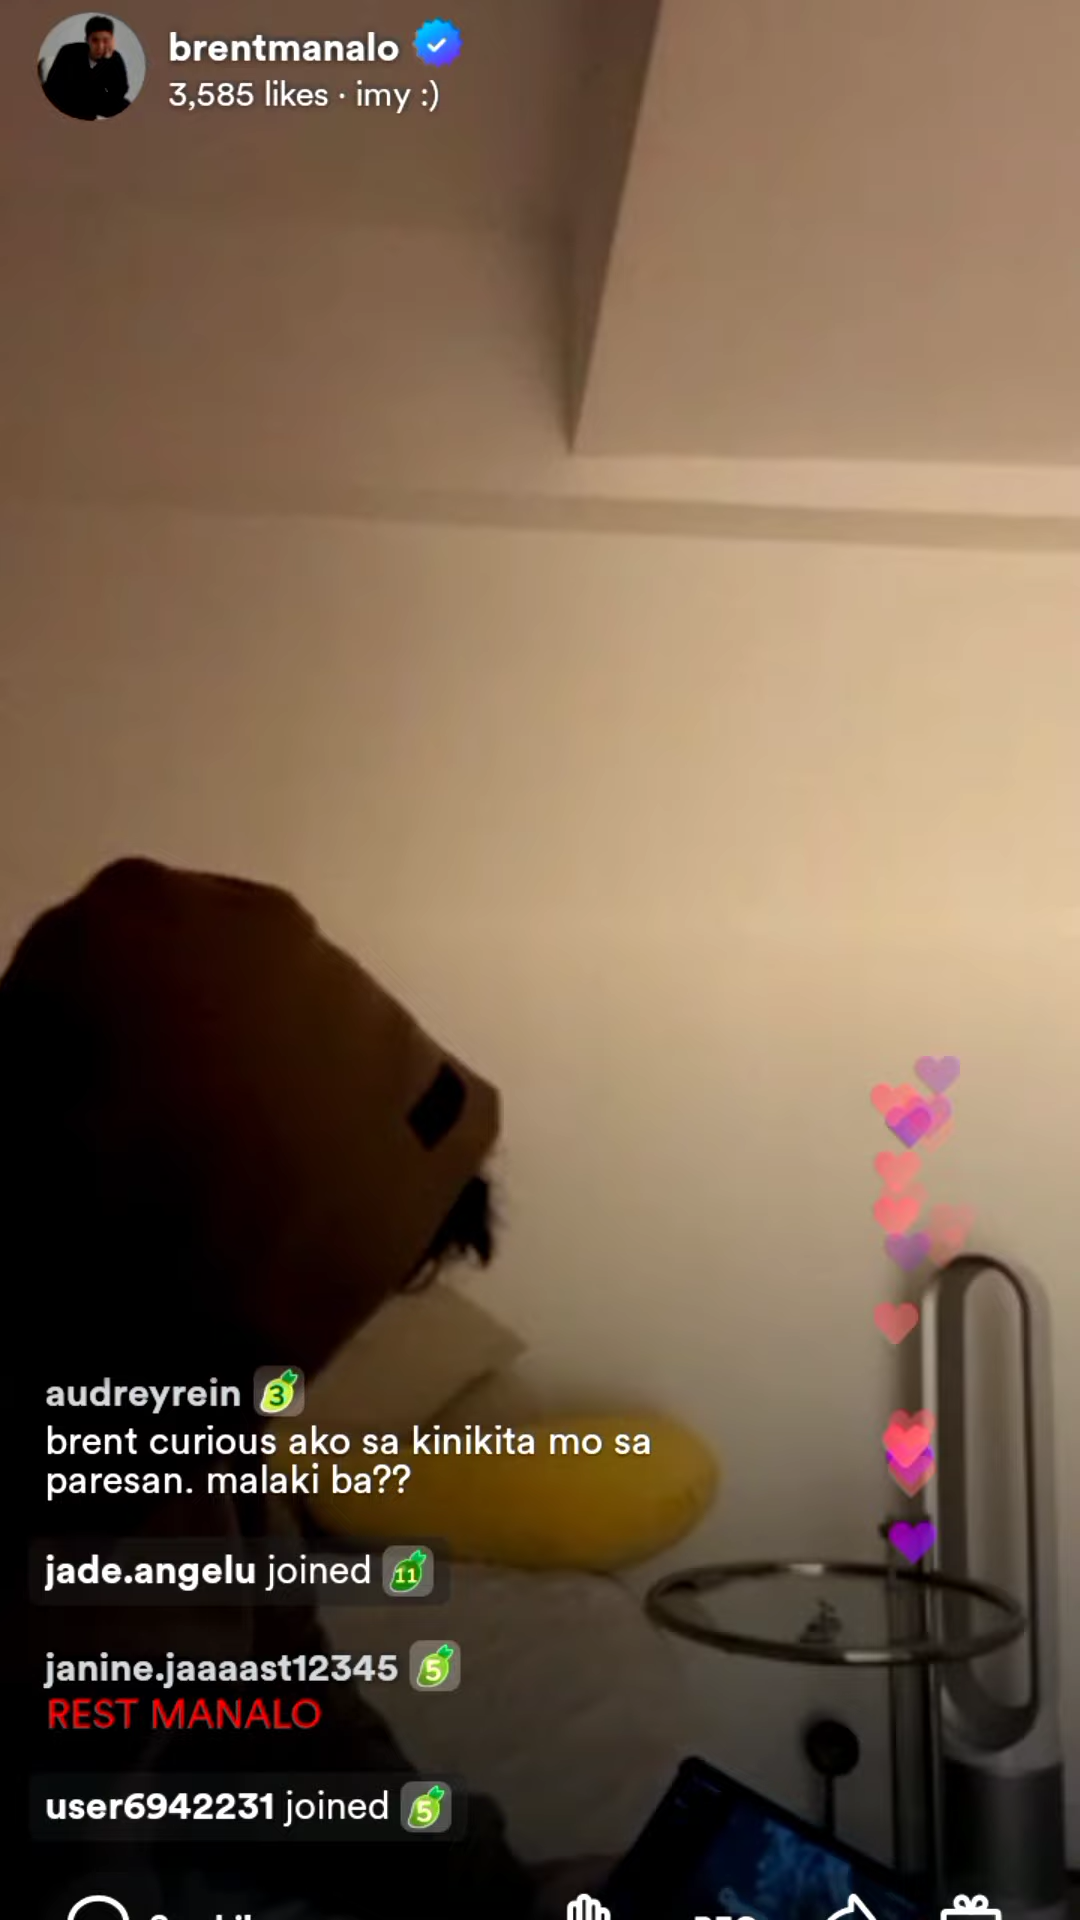 brentmanalo
3,585 likes · imy :)
audreyrein 3
brent curious ako sa kinikita mo sa
paresan. malaki ba??
jade.angelu joined 11
janine.jaaaast12345 5
REST MANALO
user6942231 joined 5